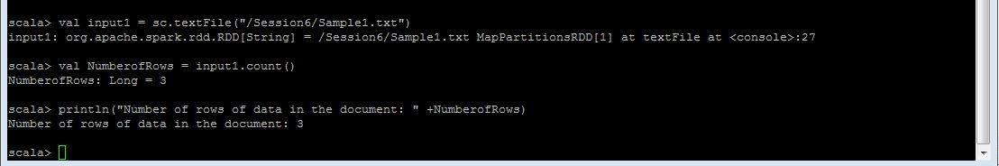 scala> val input1 = sc.textFile("/Session6/Sample1.txt")
input1: org.apache.spark.rdd.RDD[String] = /Session6/Sample1.txt MapPartitionsRDD[1] at textFile at <console>:27
scala> val NumberofRows = input1.count()
NumberofRows: Long = 3
scala> println("Number of rows of data in the document: " +NumberofRows)
Number of rows of data in the document: 3
scala>